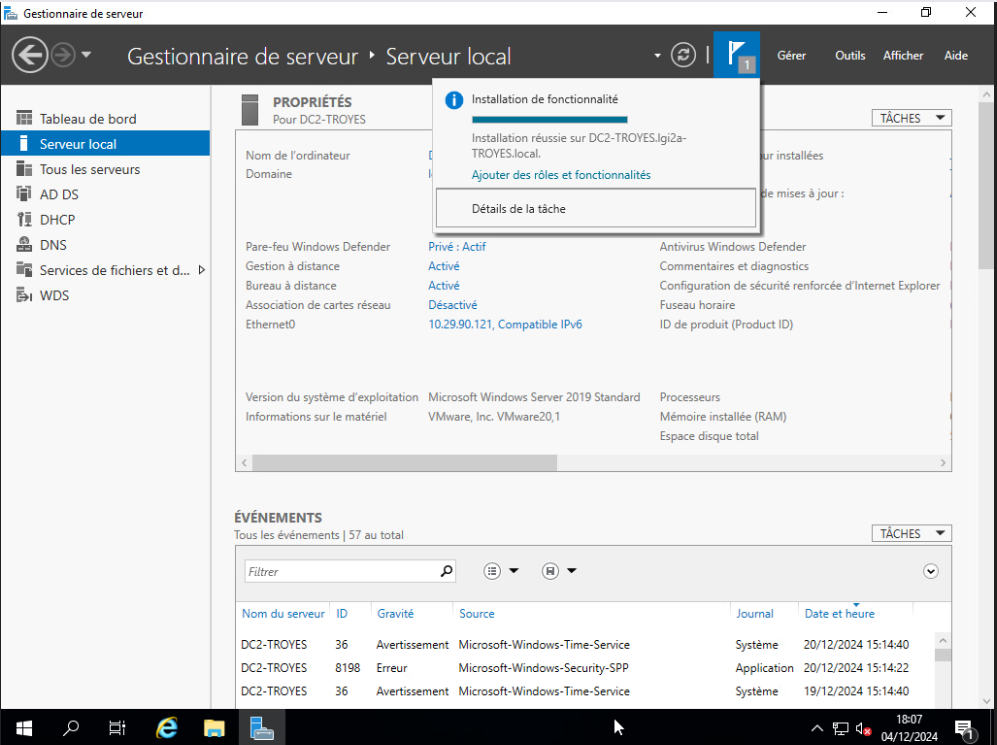 Gestionnaire de serveur
Gestionnaire de serveur ‣ Serveur local
1
Gérer
Outils
Afficher
Aide
Tableau de bord
Serveur local
Tous les serveurs
AD DS
DHCP
DNS
Services de fichiers et d...
WDS
PROPRIÉTÉS
Pour DC2-TROYES
TÂCHES
Installation de fonctionnalité
Installation réussie sur DC2-TROYES.lgi2a-
TROYES.local.
Ajouter des rôles et fonctionnalités
Détails de la tâche
Nom de l'ordinateur
Domaine
ur installées
de mises à jour :
Pare-feu Windows Defender Privé : Actif Antivirus Windows Defender
Gestion à distance Activé Commentaires et diagnostics
Bureau à distance Activé Configuration de sécurité renforcée d'Internet Explorer
Association de cartes réseau Désactivé Fuseau horaire
Ethernet0 10.29.90.121, Compatible IPv6 ID de produit (Product ID)
Version du système d'exploitation Microsoft Windows Server 2019 Standard Processeurs
Informations sur le matériel VMware, Inc. VMware20,1 Mémoire installée (RAM)
Espace disque total
ÉVÉNEMENTS
Tous les événements | 57 au total
TÂCHES
Filtrer
Nom du serveur ID Gravité Source Journal Date et heure
DC2-TROYES 36 Avertissement Microsoft-Windows-Time-Service Système 20/12/2024 15:14:40
DC2-TROYES 8198 Erreur Microsoft-Windows-Security-SPP Application 20/12/2024 15:14:22
DC2-TROYES 36 Avertissement Microsoft-Windows-Time-Service Système 19/12/2024 15:14:40
18:07
04/12/2024
1